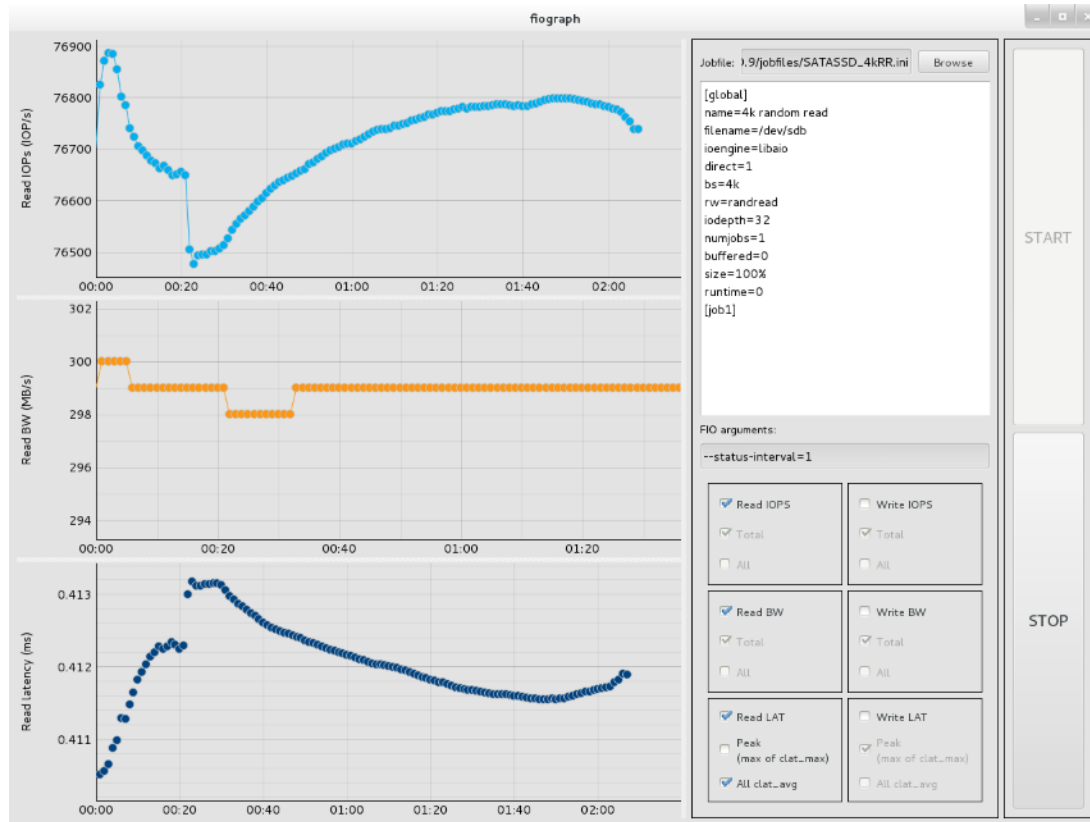 fiograph
76900
76800
76700
76600
76500
Read IOPs (IOP/s)
00:00 00:20 00:40 01:00 01:20 01:40 02:00
302
300
298
296
294
Read BW (MB/s)
00:00 00:20 00:40 01:00 01:20
0.413
0.412
0.411
Read latency (ms)
00:00 00:20 00:40 01:00 01:20 01:40 02:00
Jobfile: ).9/jobfiles/SATASSD_4kRR.ini Browse
[global]
name=4k random read
filename=/dev/sdb
ioengine=libaio
direct=1
bs=4k
rw=randread
iodepth=32
numjobs=1
buffered=0
size=100%
runtime=0
[job1]
FIO arguments:
--status-interval=1
Read IOPS
Total
All
Write IOPS
Total
All
Read BW
Total
All
Write BW
Total
All
Read LAT
Peak
(max of clat_max)
All clat_avg
Write LAT
Peak
(max of clat_max)
All clat_avg
START
STOP